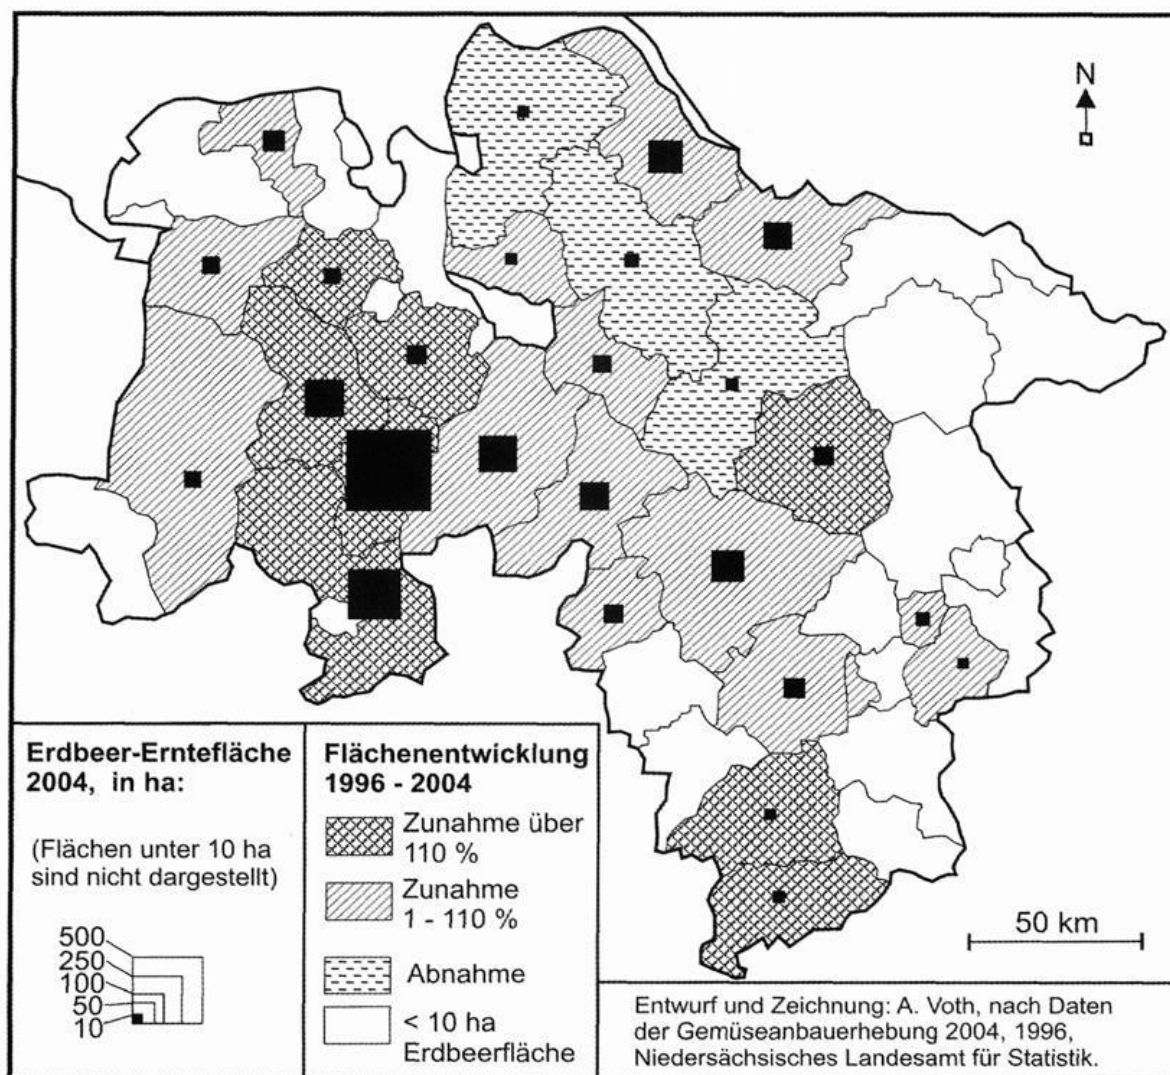 N
Erdbeer-Erntefläche
2004, in ha:
(Flächen unter 10 ha
sind nicht dargestellt)
500
250
100
50
10
Flächenentwicklung
1996 - 2004
Zunahme über
110 %
Zunahme
1 - 110 %
Abnahme
< 10 ha
Erdbeerfläche
50 km
Entwurf und Zeichnung: A. Voth, nach Daten
der Gemüseanbauerhebung 2004, 1996,
Niedersächsisches Landesamt für Statistik.